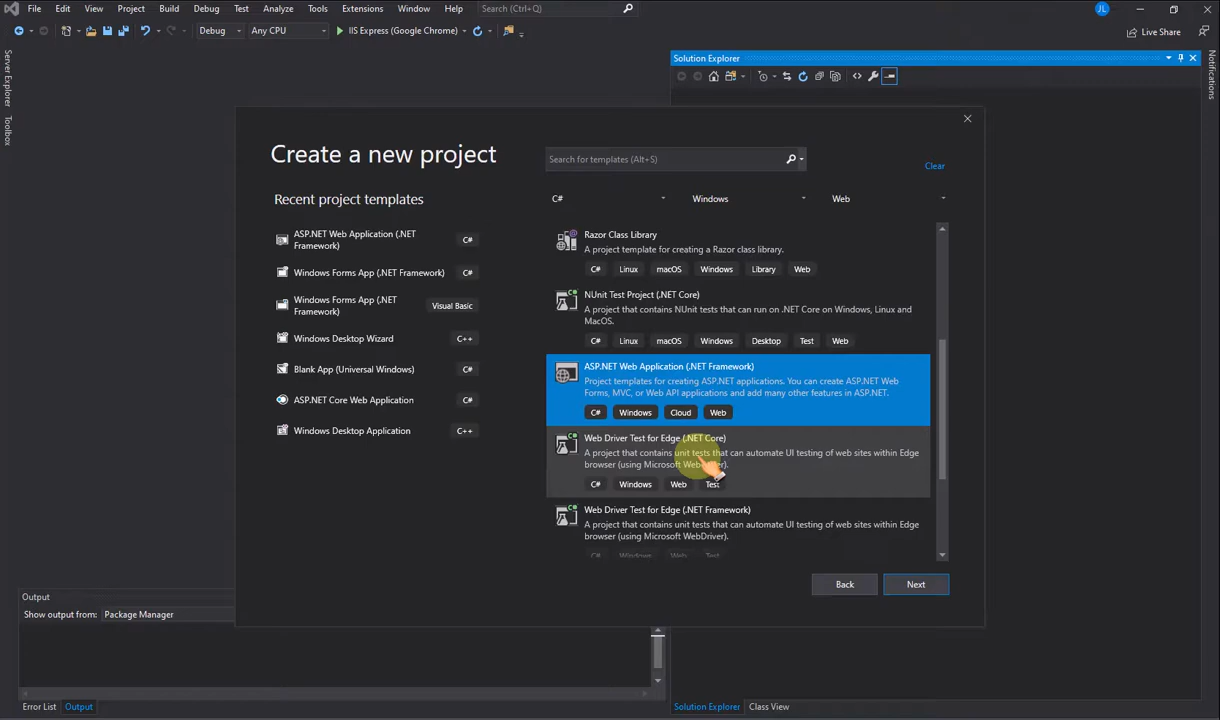 File Edit View Project Build Debug Test Analyze Tools Extensions Window Help Search (Ctrl+Q) JL
Debug Any CPU IIS Express (Google Chrome) Live Share
Server Explorer
Toolbox
Solution Explorer
Notifications
Create a new project
Search for templates (Alt+S)
Clear
Recent project templates
C# Windows Web
ASP.NET Web Application (.NET
Framework)
C#
Windows Forms App (.NET Framework) C#
Windows Forms App (.NET
Framework)
Visual Basic
Windows Desktop Wizard C++
Blank App (Universal Windows) C#
ASP.NET Core Web Application C#
Windows Desktop Application C++
Razor Class Library
A project template for creating a Razor class library.
C# Linux macOS Windows Library Web
NUnit Test Project (.NET Core)
A project that contains NUnit tests that can run on .NET Core on Windows, Linux and
MacOS.
C# Linux macOS Windows Desktop Test Web
ASP.NET Web Application (.NET Framework)
Project templates for creating ASP.NET applications. You can create ASP.NET Web
Forms, MVC, or Web API applications and add many other features in ASP.NET.
C# Windows Cloud Web
Web Driver Test for Edge (.NET Core)
A project that contains unit tests that can automate UI testing of web sites within Edge
browser (using Microsoft WebDriver).
C# Windows Web Test
Web Driver Test for Edge (.NET Framework)
A project that contains unit tests that can automate UI testing of web sites within Edge
browser (using Microsoft WebDriver).
C# Windows Web Test
Back Next
Output
Show output from: Package Manager
Error List Output
Solution Explorer Class View